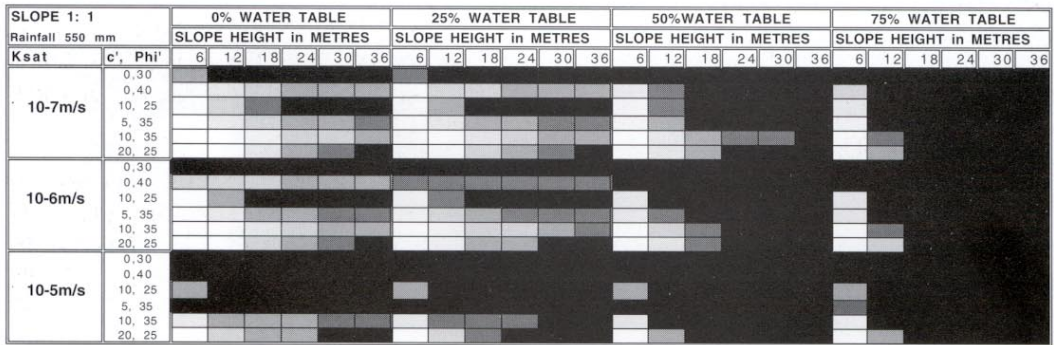 SLOPE 1: 1 0% WATER TABLE 25% WATER TABLE 50%WATER TABLE 75% WATER TABLE
Rainfall 550 mm SLOPE HEIGHT in METRES SLOPE HEIGHT in METRES SLOPE HEIGHT in METRES SLOPE HEIGHT in METRES
Ksat c', Phi' 6 12 18 24 30 36 6 12 18 24 30 36 6 12 18 24 30 36 6 12 18 24 30 36
0,30
0,40
10-7m/s 10, 25
5, 35
10, 35
20, 25
0,30
0,40
10-6m/s 10, 25
5, 35
10, 35
20, 25
0,30
0,40
10-5m/s 10, 25
5, 35
10, 35
20, 25